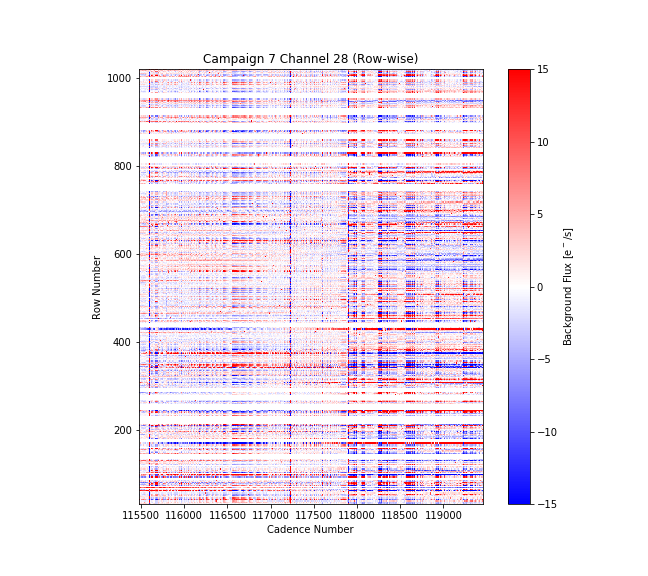 Campaign 7 Channel 28 (Row-wise)
1000
800
600
400
200
Row Number
115500 116000 116500 117000 117500 118000 118500 119000
Cadence Number
15
10
5
0
−5
−10
−15
Background Flux [e⁻/s]